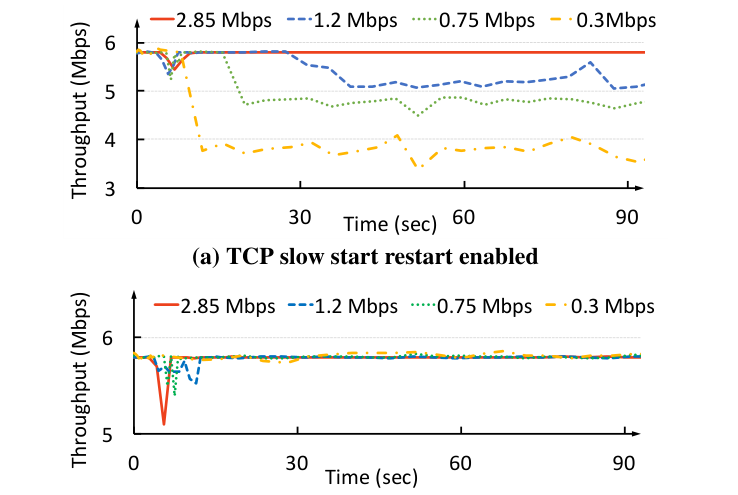 2.85 Mbps 1.2 Mbps 0.75 Mbps 0.3Mbps
Throughput (Mbps)
6
5
4
3
0 30 60 90
Time (sec)
(a) TCP slow start restart enabled
2.85 Mbps 1.2 Mbps 0.75 Mbps 0.3 Mbps
Throughput (Mbps)
6
5
0 30 60 90
Time (sec)